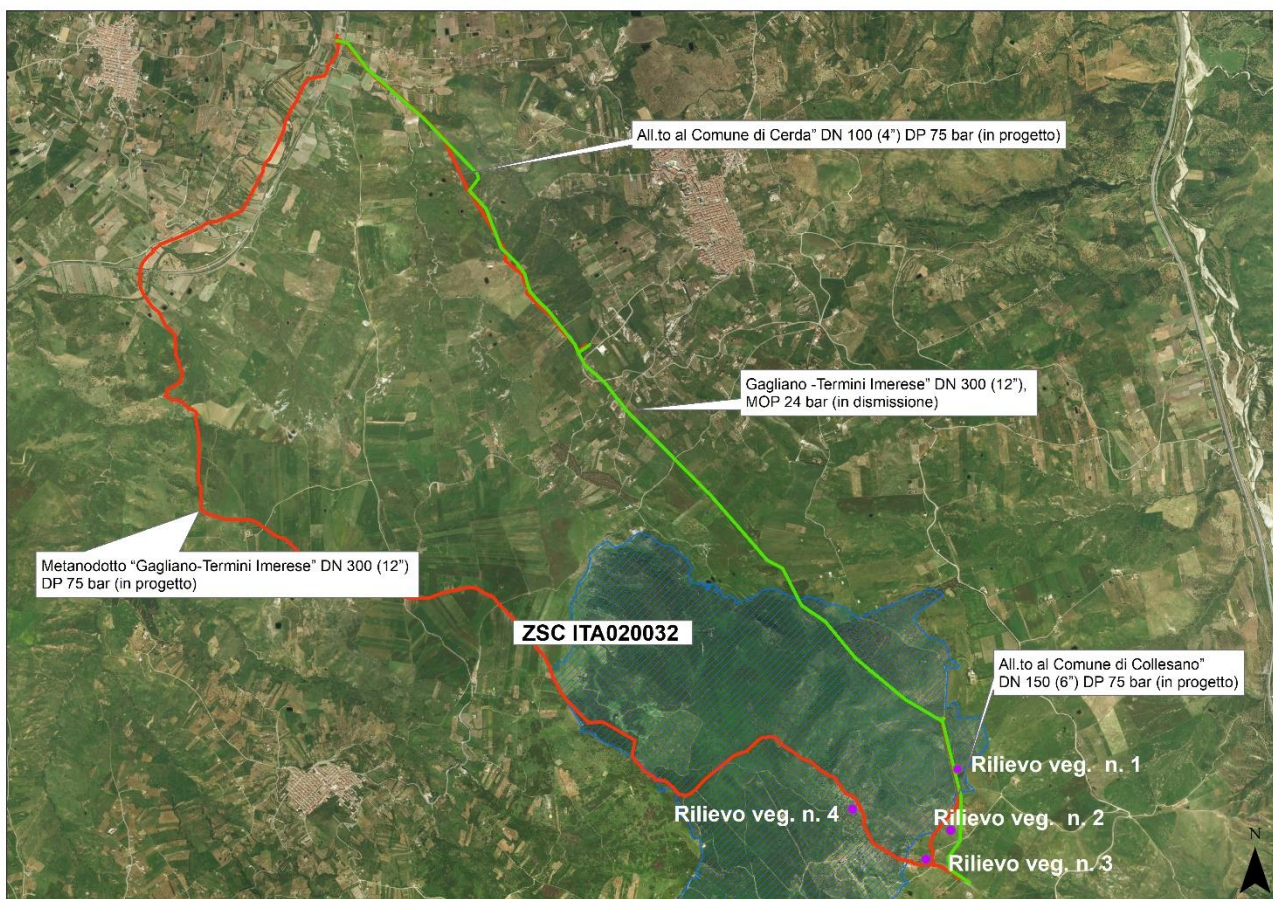 All.to al Comune di Cerda” DN 100 (4”) DP 75 bar (in progetto)
Gagliano -Termini Imerese” DN 300 (12”),
MOP 24 bar (in dismissione)
Metanodotto “Gagliano-Termini Imerese” DN 300 (12”)
DP 75 bar (in progetto)
ZSC ITA020032
All.to al Comune di Collesano”
DN 150 (6”) DP 75 bar (in progetto)
Rilievo veg. n. 1
Rilievo veg. n. 4
Rilievo veg. n. 2
Rilievo veg. n. 3
N